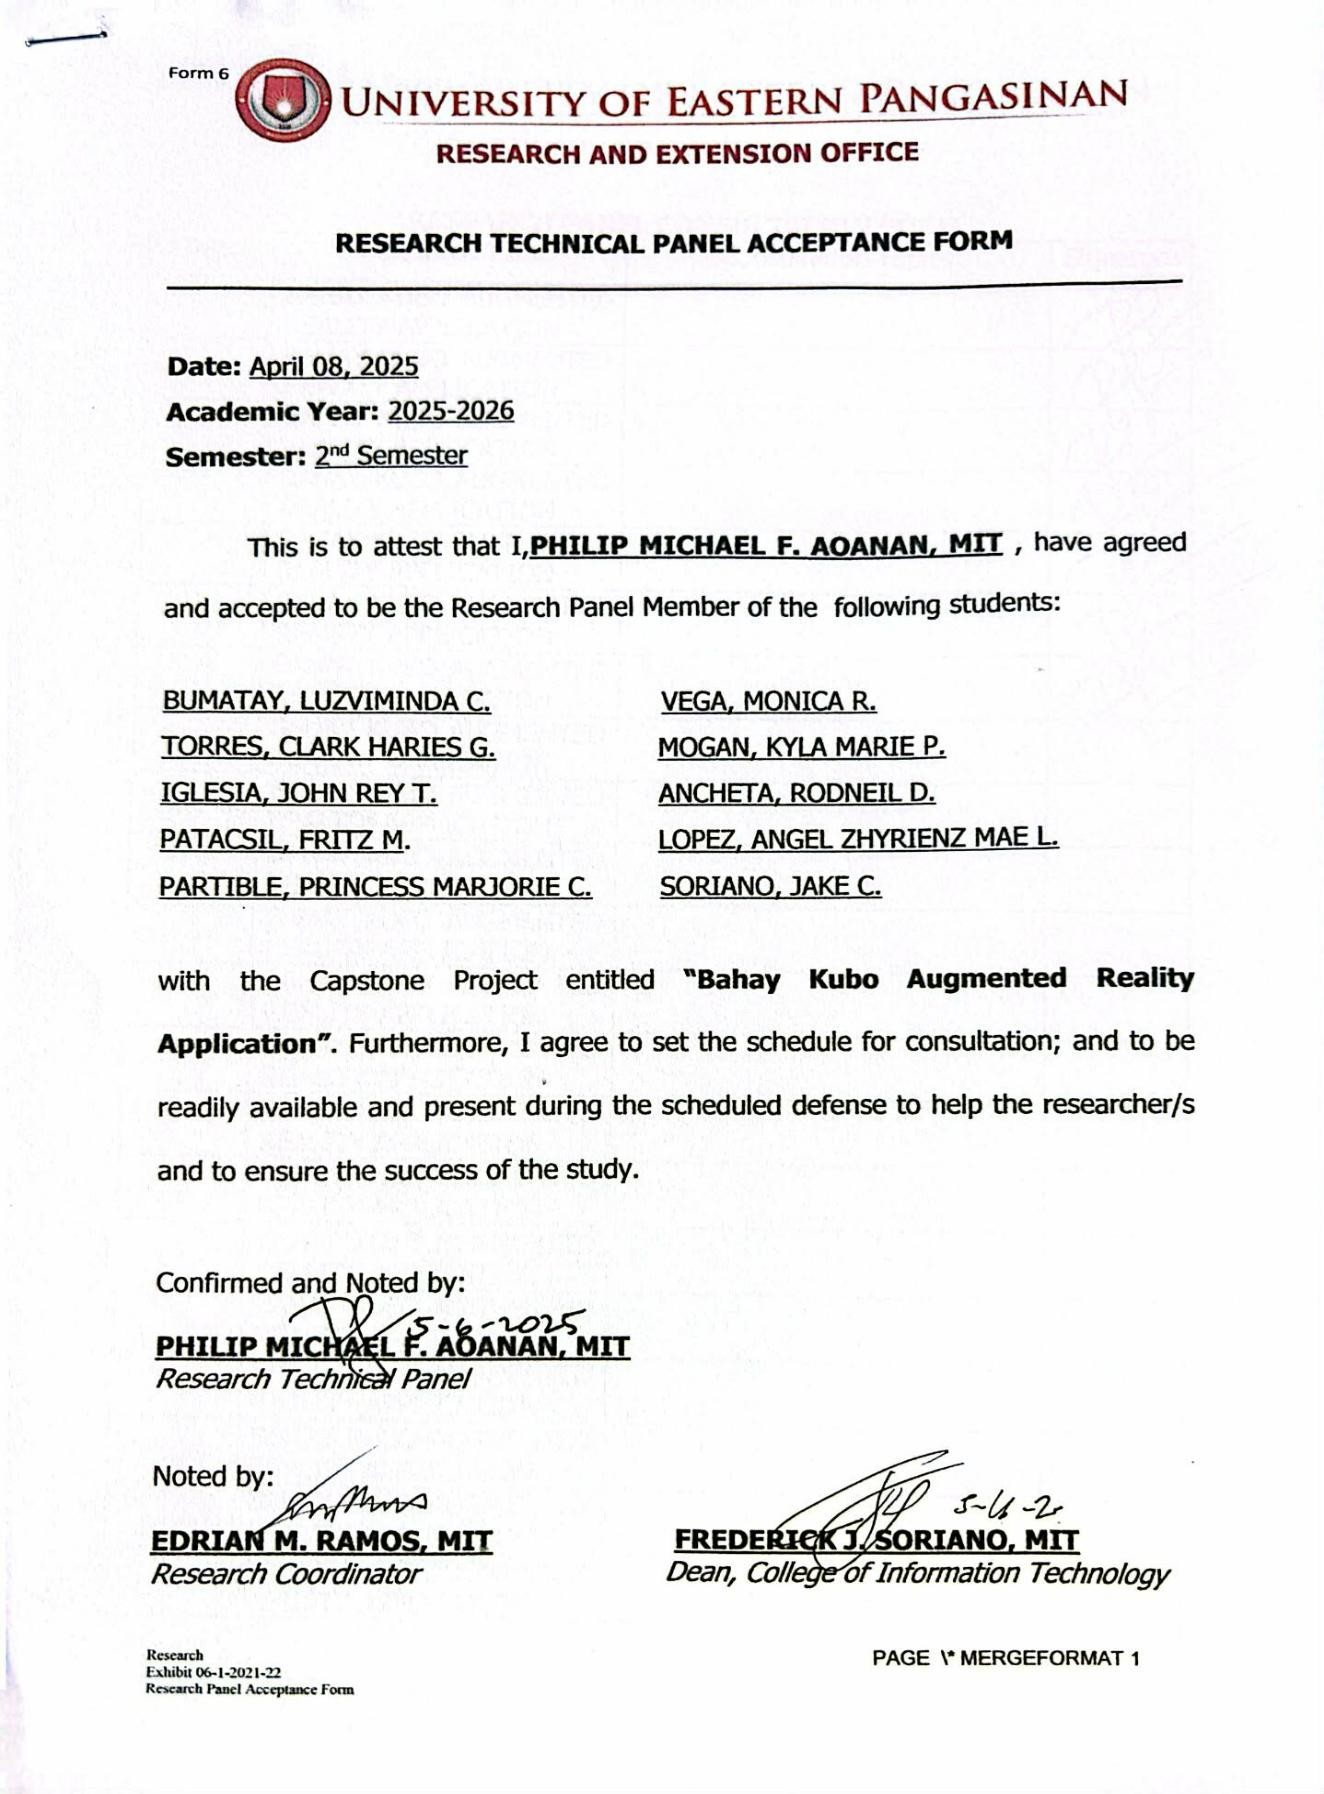 Form 6
UNIVERSITY OF EASTERN PANGASINAN
RESEARCH AND EXTENSION OFFICE
RESEARCH TECHNICAL PANEL ACCEPTANCE FORM
Date: April 08, 2025
Academic Year: 2025-2026
Semester: 2nd Semester
This is to attest that I,PHILIP MICHAEL F. AOANAN, MIT , have agreed
and accepted to be the Research Panel Member of the following students:
BUMATAY, LUZVIMINDA C. VEGA, MONICA R.
TORRES, CLARK HARIES G. MOGAN, KYLA MARIE P.
IGLESIA, JOHN REY T. ANCHETA, RODNEIL D.
PATACSIL, FRITZ M. LOPEZ, ANGEL ZHYRIENZ MAE L.
PARTIBLE, PRINCESS MARJORIE C. SORIANO, JAKE C.
with the Capstone Project entitled "Bahay Kubo Augmented Reality
Application". Furthermore, I agree to set the schedule for consultation; and to be
readily available and present during the scheduled defense to help the researcher/s
and to ensure the success of the study.
Confirmed and Noted by:
5-6-2025
PHILIP MICHAEL F. AOANAN, MIT
Research Technical Panel
Noted by:
EDRIAN M. RAMOS, MIT FREDERICK J. SORIANO, MIT
Research Coordinator Dean, College of Information Technology
Research PAGE \* MERGEFORMAT 1
Exhibit 06-1-2021-22
Research Panel Acceptance Form